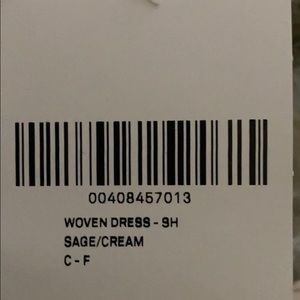 00408457013
WOVEN DRESS - SH
SAGE/CREAM
C - F